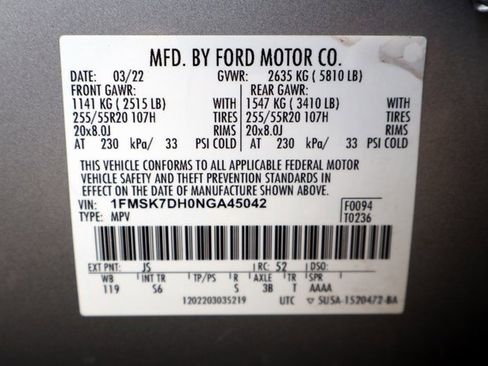 MFD. BY FORD MOTOR CO.
DATE: 03/22 GVWR: 2635 KG ( 5810 LB)
FRONT GAWR: REAR GAWR:
1141 KG ( 2515 LB) WITH 1547 KG ( 3410 LB) WITH
255/55R20 107H TIRES 255/55R20 107H TIRES
20x8.0J RIMS 20x8.0J RIMS
AT 230 kPa/ 33 PSI COLD AT 230 kPa/ 33 PSI COLD
THIS VEHICLE CONFORMS TO ALL APPLICABLE FEDERAL MOTOR
VEHICLE SAFETY AND THEFT PREVENTION STANDARDS IN
EFFECT ON THE DATE OF MANUFACTURE SHOWN ABOVE.
VIN: 1FMSK7DH0NGA45042 F0094
TYPE: MPV T0236
EXT PNT: JS RC: 52 DSO:
WB INT TR TP/PS R AXLE TR SPR
119 S6 S 3B T AAAA
1202203035219 UTC ▽ SU5A-1520472-BA